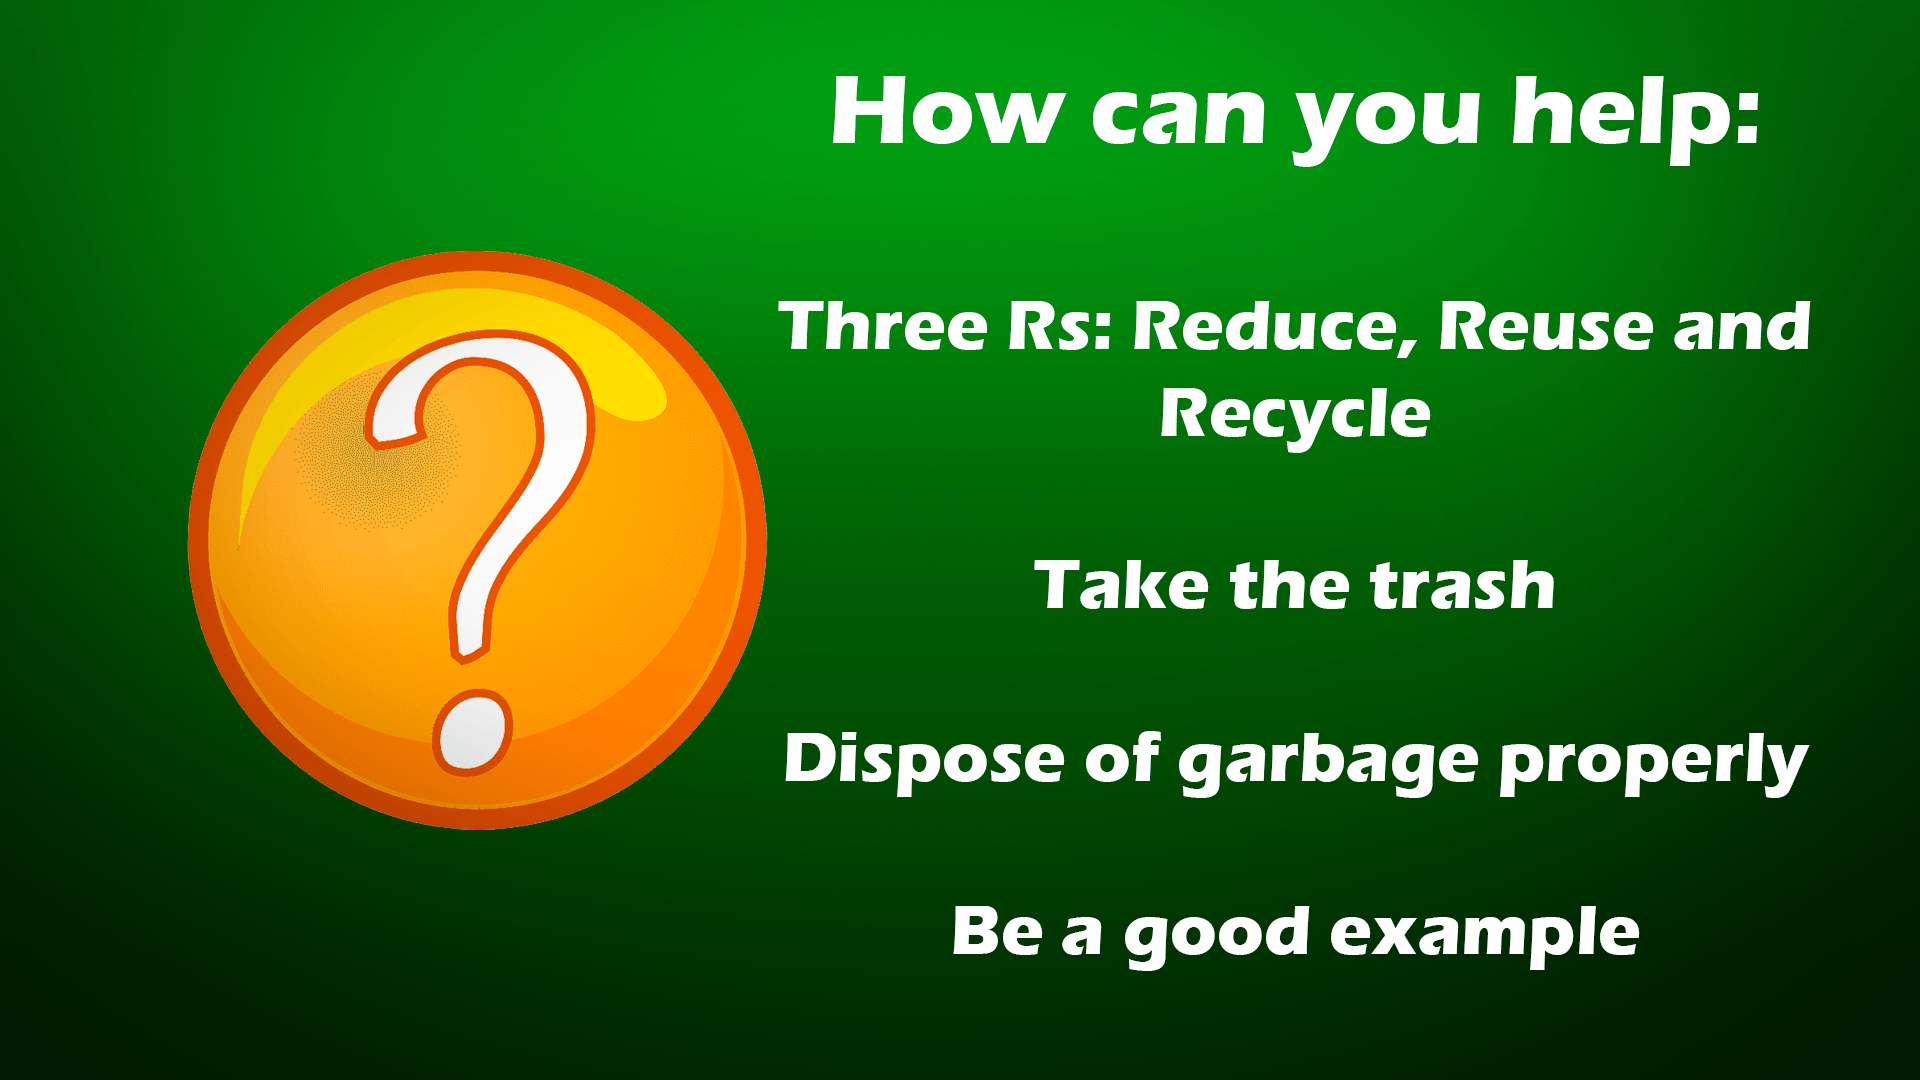 How can you help:
Three Rs: Reduce, Reuse and
Recycle
Take the trash
Dispose of garbage properly
Be a good example